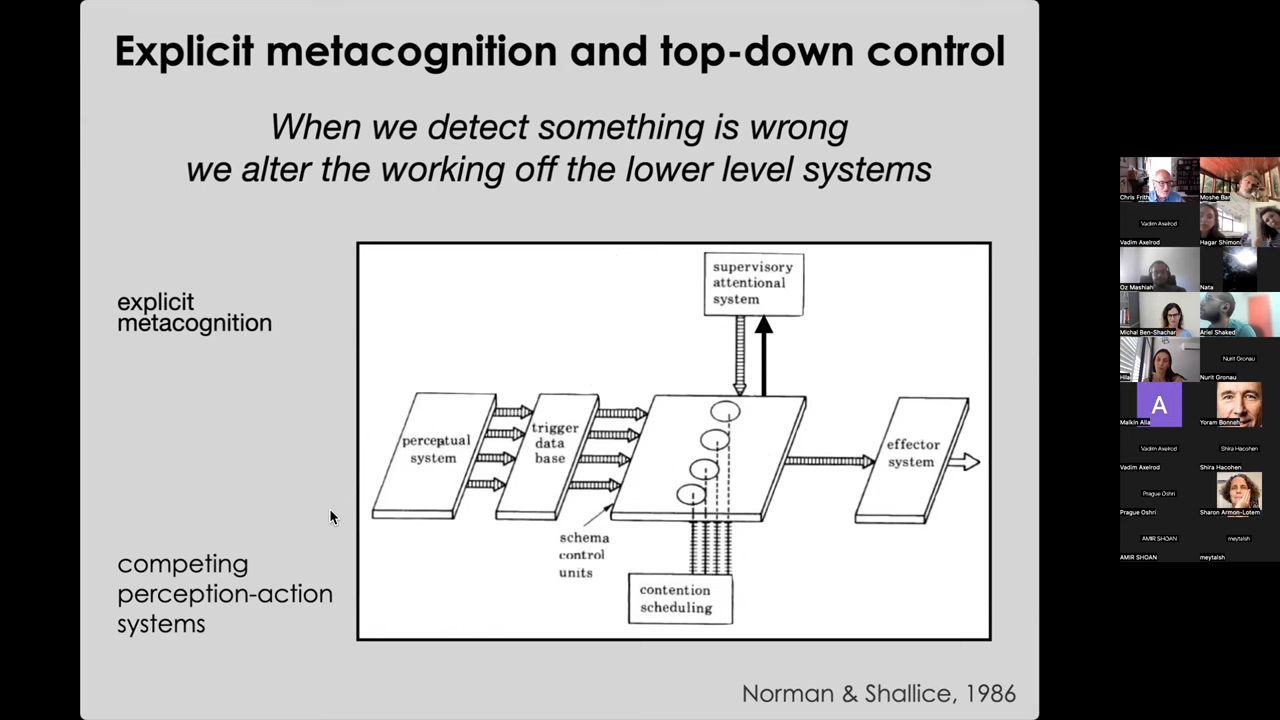 Explicit metacognition and top-down control
When we detect something is wrong
we alter the working off the lower level systems
explicit
metacognition
supervisory
attentional
system
perceptual
system
trigger
data
base
effector
system
schema
control
units
contention
scheduling
competing
perception-action
systems
Norman & Shallice, 1986
Chris Frith
Moshe Bar
Vadim Axelrod
Vadim Axelrod
Hagar Shimoni
Oz Mashiah
Nata
Michal Ben-Shachar
Ariel Shaked
Nurit Gronau
Nurit Gronau
A
Malkin Alla
Yoram Bonneh
Vadim Axelrod
Shira Hacohen
Vadim Axelrod
Shira Hacohen
Prague Oshri
Prague Oshri
Sharon Armon-Lotem
AMIR SHOAN
meytalsh
AMIR SHOAN
meytalsh